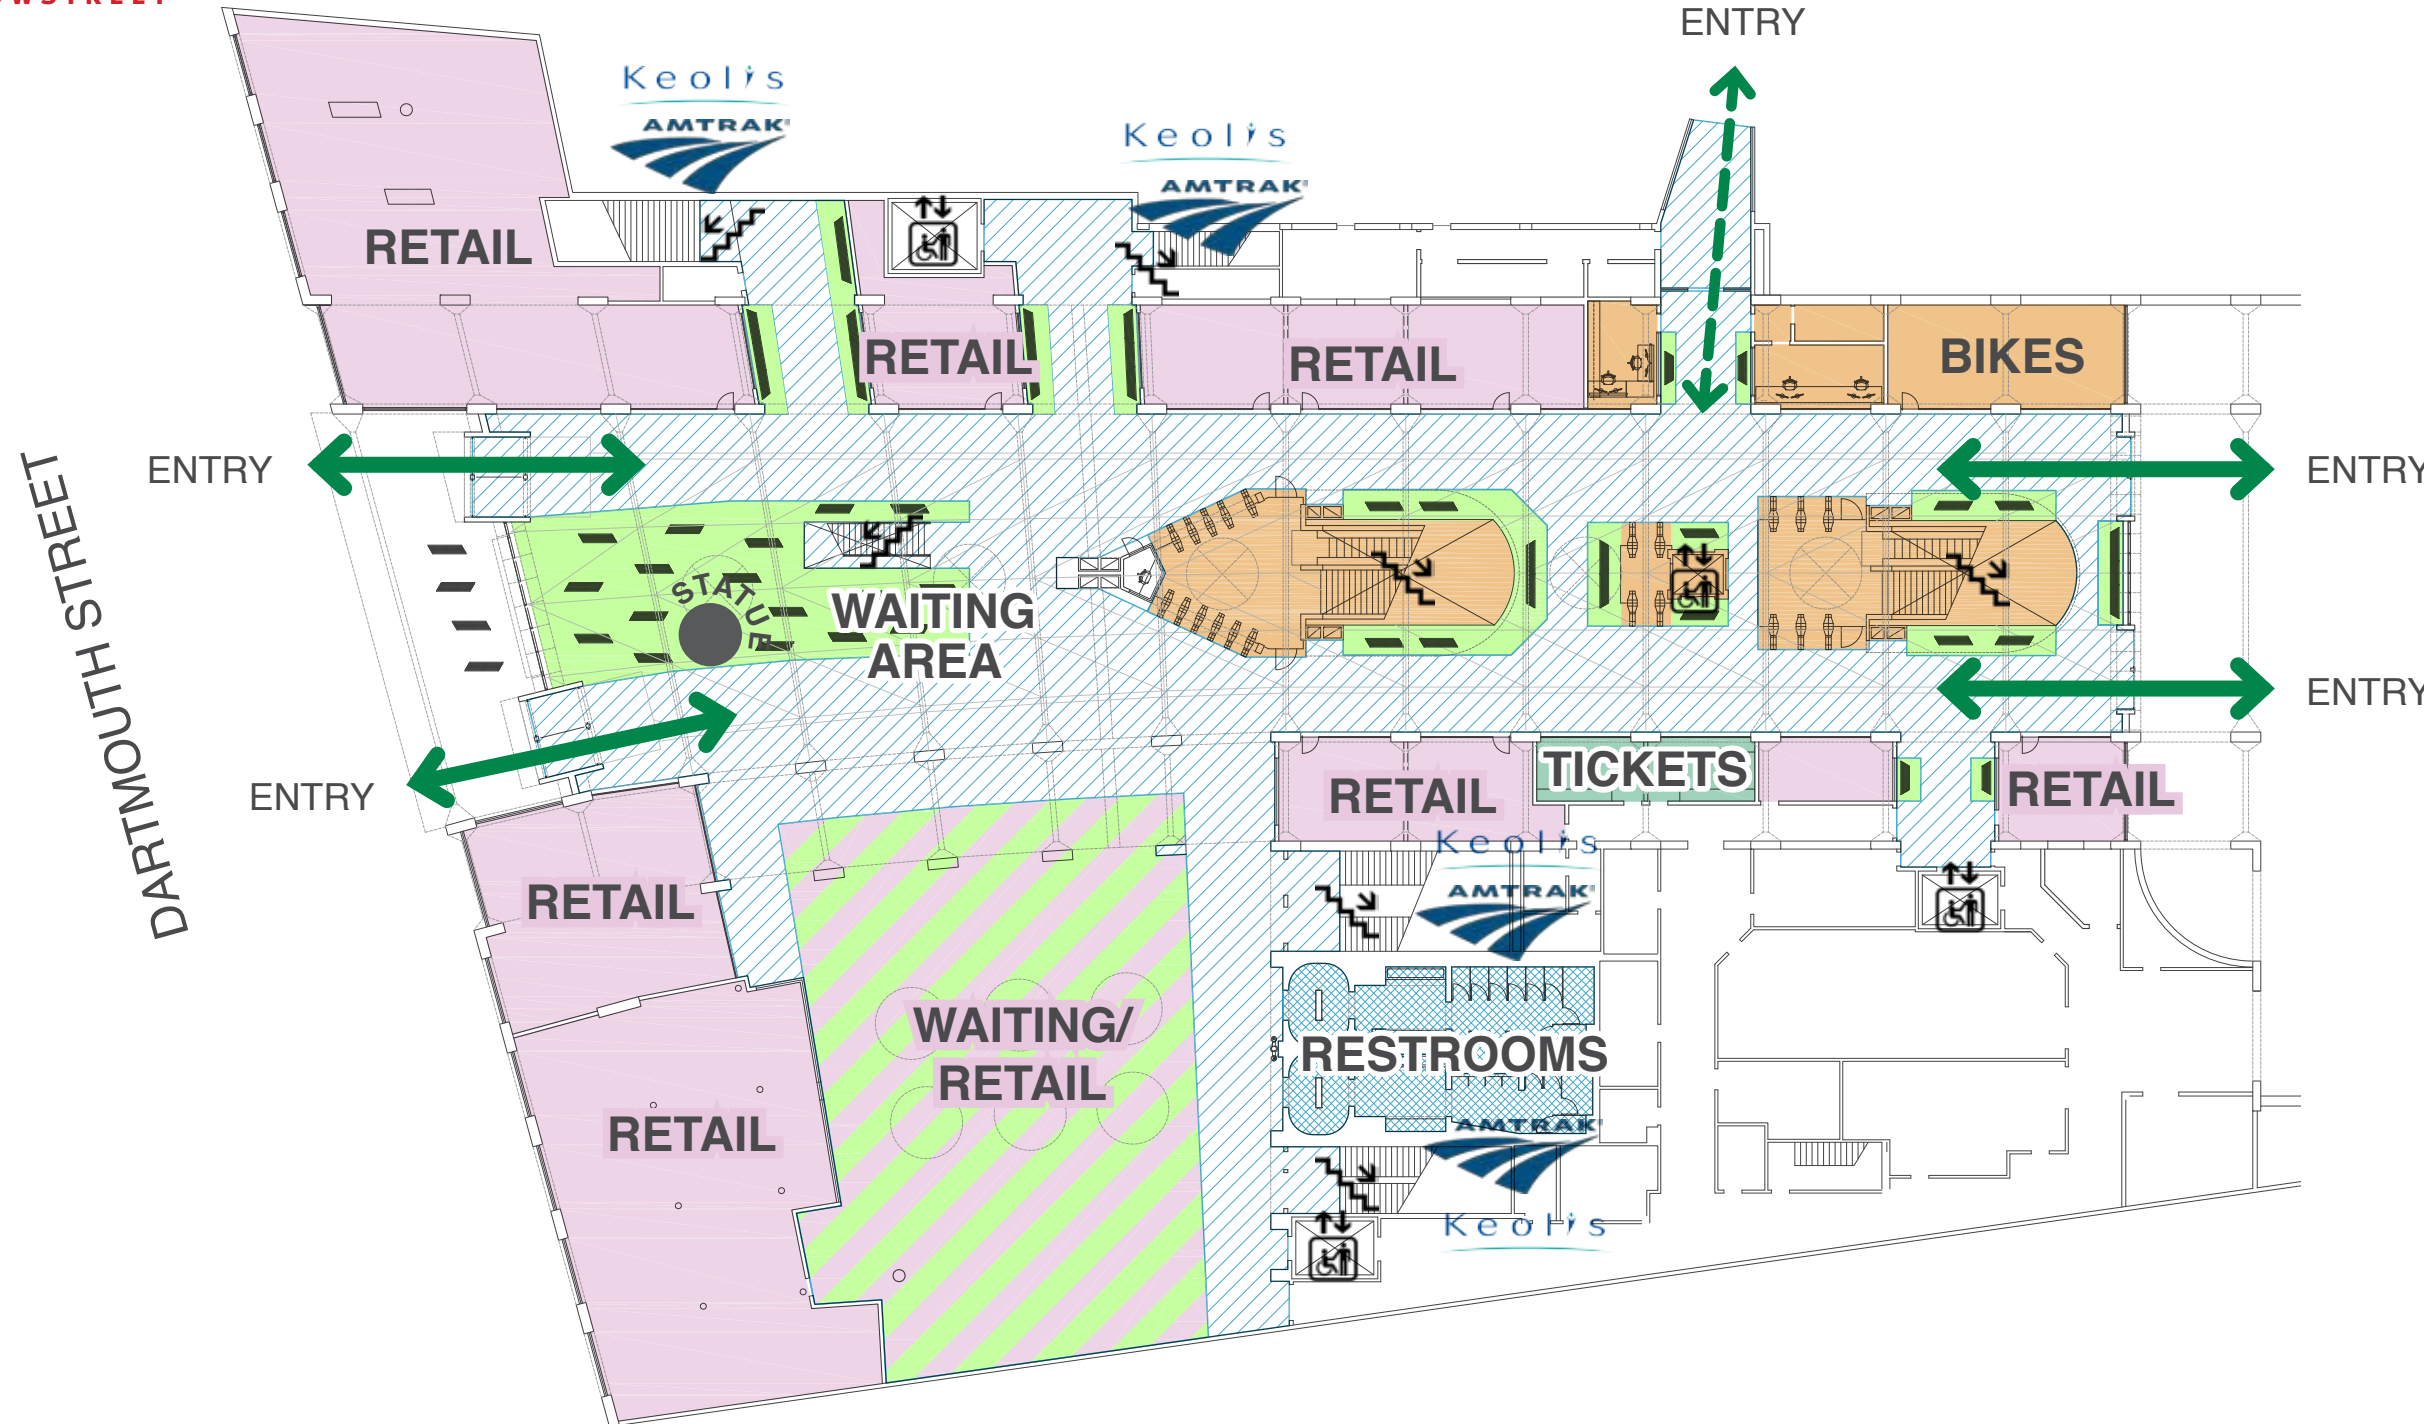 ENTRY
Keolis
AMTRAK
Keolis
AMTRAK
RETAIL
RETAIL
RETAIL
BIKES
ENTRY
ENTRY
DARTMOUTH STREET
STATUE
WAITING
AREA
ENTRY
ENTRY
RETAIL
TICKETS
RETAIL
Keolis
AMTRAK
RETAIL
WAITING/
RETAIL
RESTROOMS
RETAIL
AMTRAK
Keolis